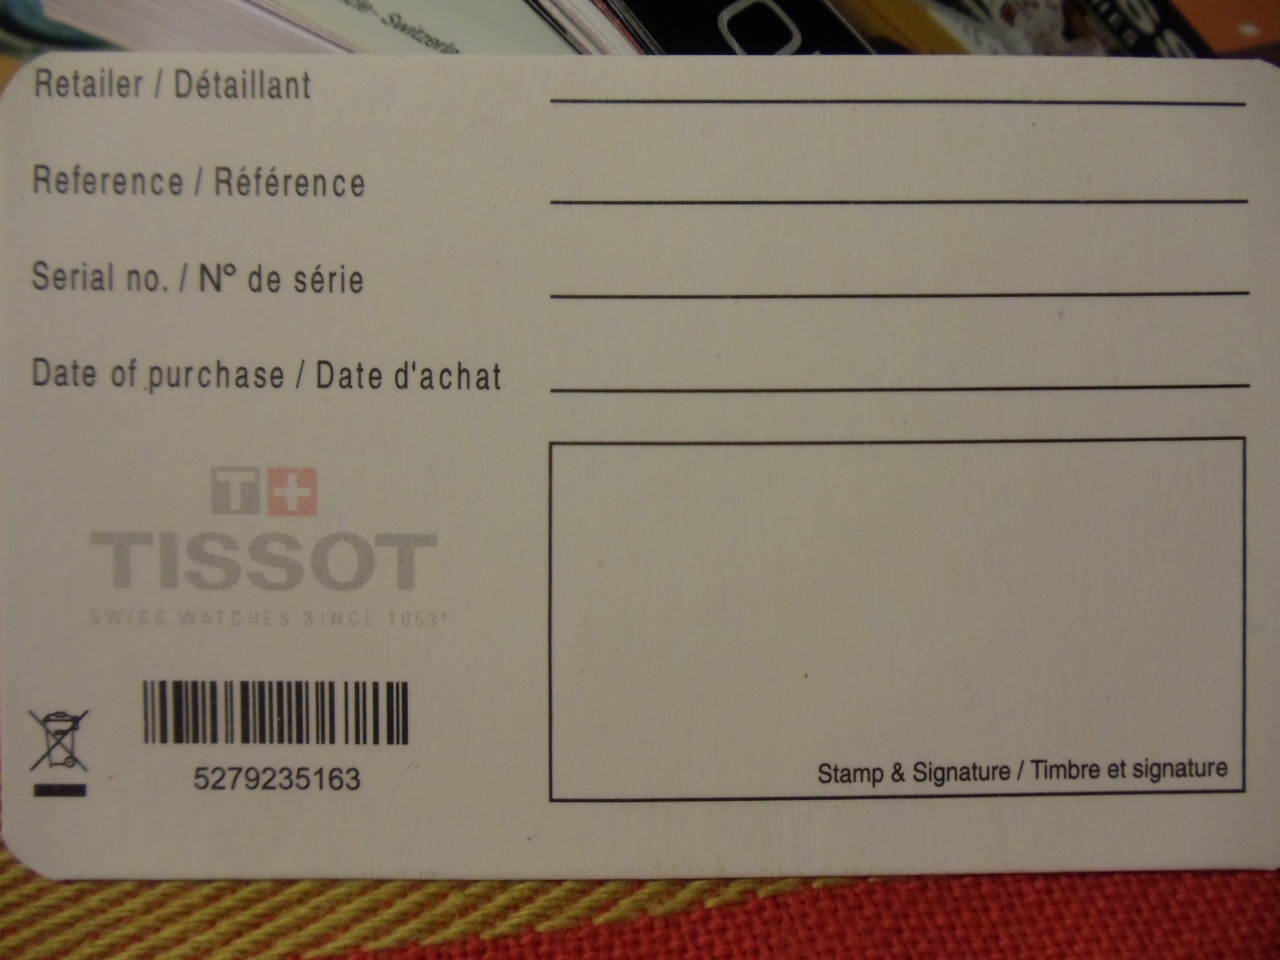 Switzerla
Retailer / Détaillant
Reference / Référence
Serial no. / N° de série
Date of purchase / Date d'achat
T+
TISSOT
SWISS WATCHES SINCE 1853
5279235163
Stamp & Signature / Timbre et signature